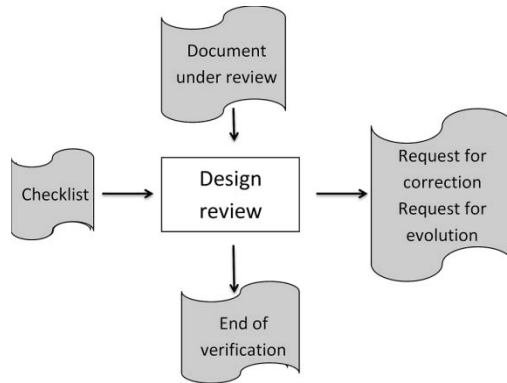 Document
under review
Checklist
Design
review
Request for
correction
Request for
evolution
End of
verification